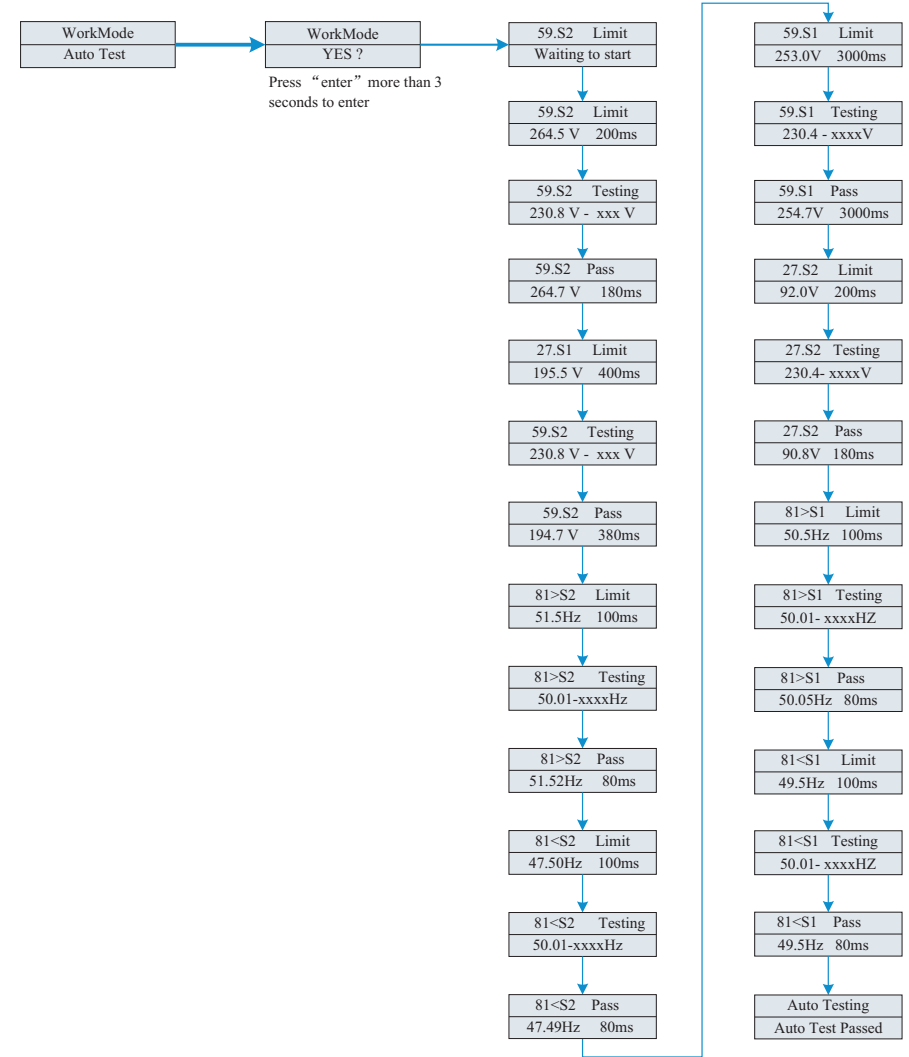 WorkMode
Auto Test
WorkMode
YES ?
Press “enter” more than 3
seconds to enter
59.S2 Limit
Waiting to start
59.S2 Limit
264.5 V 200ms
59.S2 Testing
230.8 V - xxx V
59.S2 Pass
264.7 V 180ms
27.S1 Limit
195.5 V 400ms
59.S2 Testing
230.8 V - xxx V
59.S2 Pass
194.7 V 380ms
81>S2 Limit
51.5Hz 100ms
81>S2 Testing
50.01-xxxxHz
81>S2 Pass
51.52Hz 80ms
81<S2 Limit
47.50Hz 100ms
81<S2 Testing
50.01-xxxxHz
81<S2 Pass
47.49Hz 80ms
59.S1 Limit
253.0V 3000ms
59.S1 Testing
230.4 - xxxxV
59.S1 Pass
254.7V 3000ms
27.S2 Limit
92.0V 200ms
27.S2 Testing
230.4- xxxxV
27.S2 Pass
90.8V 180ms
81>S1 Limit
50.5Hz 100ms
81>S1 Testing
50.01- xxxxHZ
81>S1 Pass
50.05Hz 80ms
81<S1 Limit
49.5Hz 100ms
81<S1 Testing
50.01- xxxxHZ
81<S1 Pass
49.5Hz 80ms
Auto Testing
Auto Test Passed